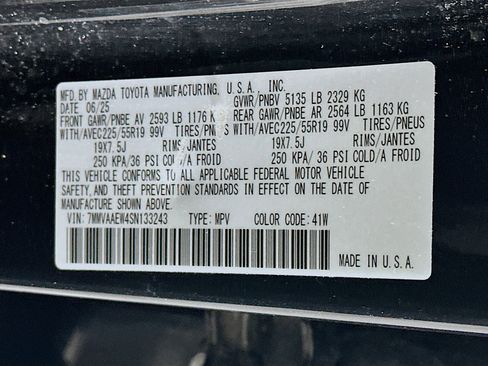 MFD. BY MAZDA TOYOTA MANUFACTURING, U.S.A., INC.
DATE 06/25 GVWR/PNBV 5135 LB 2329 KG
FRONT GAWR/PNBE AV 2593 LB 1176 K REAR GAWR/PNBE AR 2564 LB 1163 KG
WITH/AVEC225/55R19 99V TIRES/PN S WITH/AVEC225/55R19 99V TIRES/PNEUS
19X7.5J RIMS/JANTES 19X7.5J RIMS/JANTES
250 KPA/36 PSI COLD/A FROID 250 KPA/36 PSI COLD/A FROID
THIS VEHICLE CONFORMS TO ALL APPLICABLE FEDERAL MOTOR VEHICLE
SAFETY, AND THEFT PREVENTION STANDARDS IN EFFECT ON THE DATE OF
MANUFACTURE SHOWN ABOVE.
VIN: 7MMVAAEW4SN133243 TYPE: MPV COLOR CODE: 41W
MADE IN U.S.A.